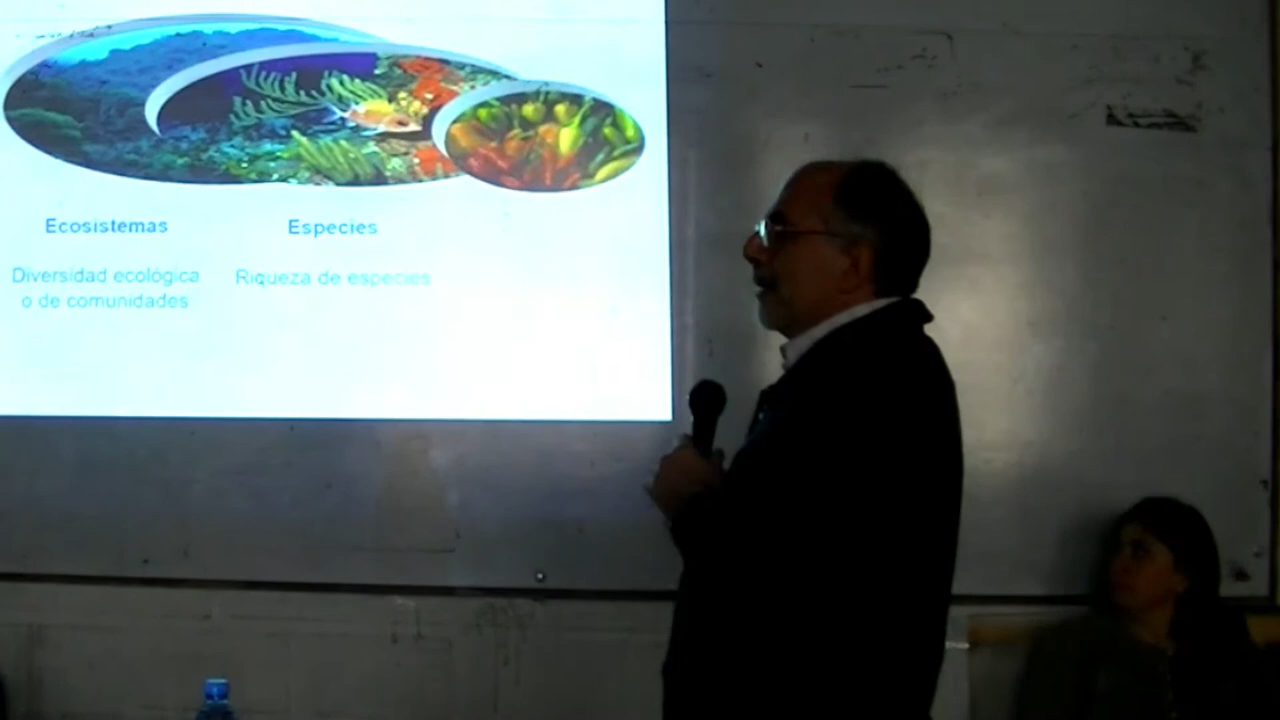 Ecosistemas
Especies
Diversidad ecológica
o de comunidades
Riqueza de especies